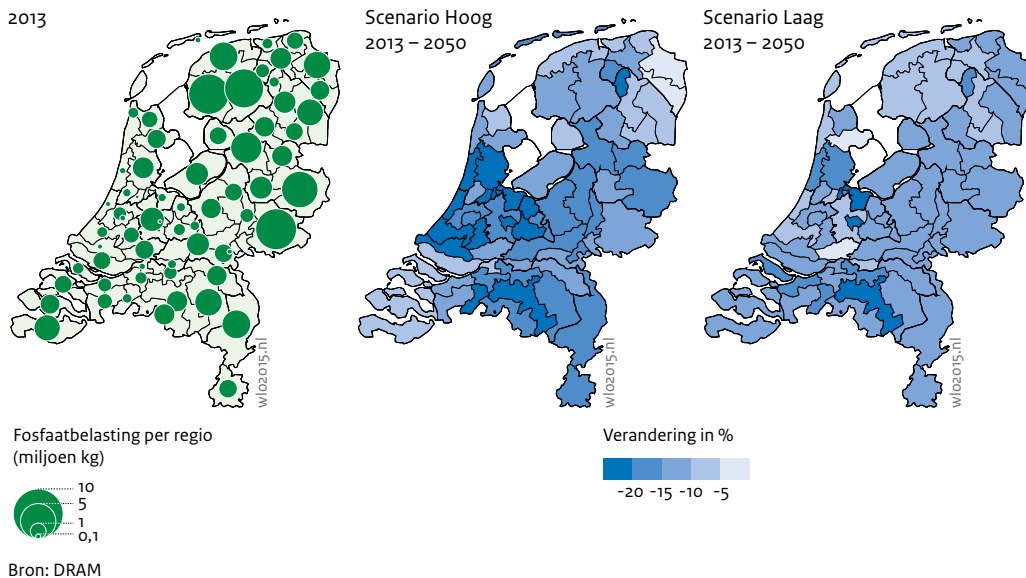 2013
Scenario Hoog
2013 – 2050
Scenario Laag
2013 – 2050
wlo2015.nl
wlo2015.nl
wlo2015.nl
Fosfaatbelasting per regio
(miljoen kg)
10
5
1
0,1
Verandering in %
-20 -15 -10 -5
Bron: DRAM